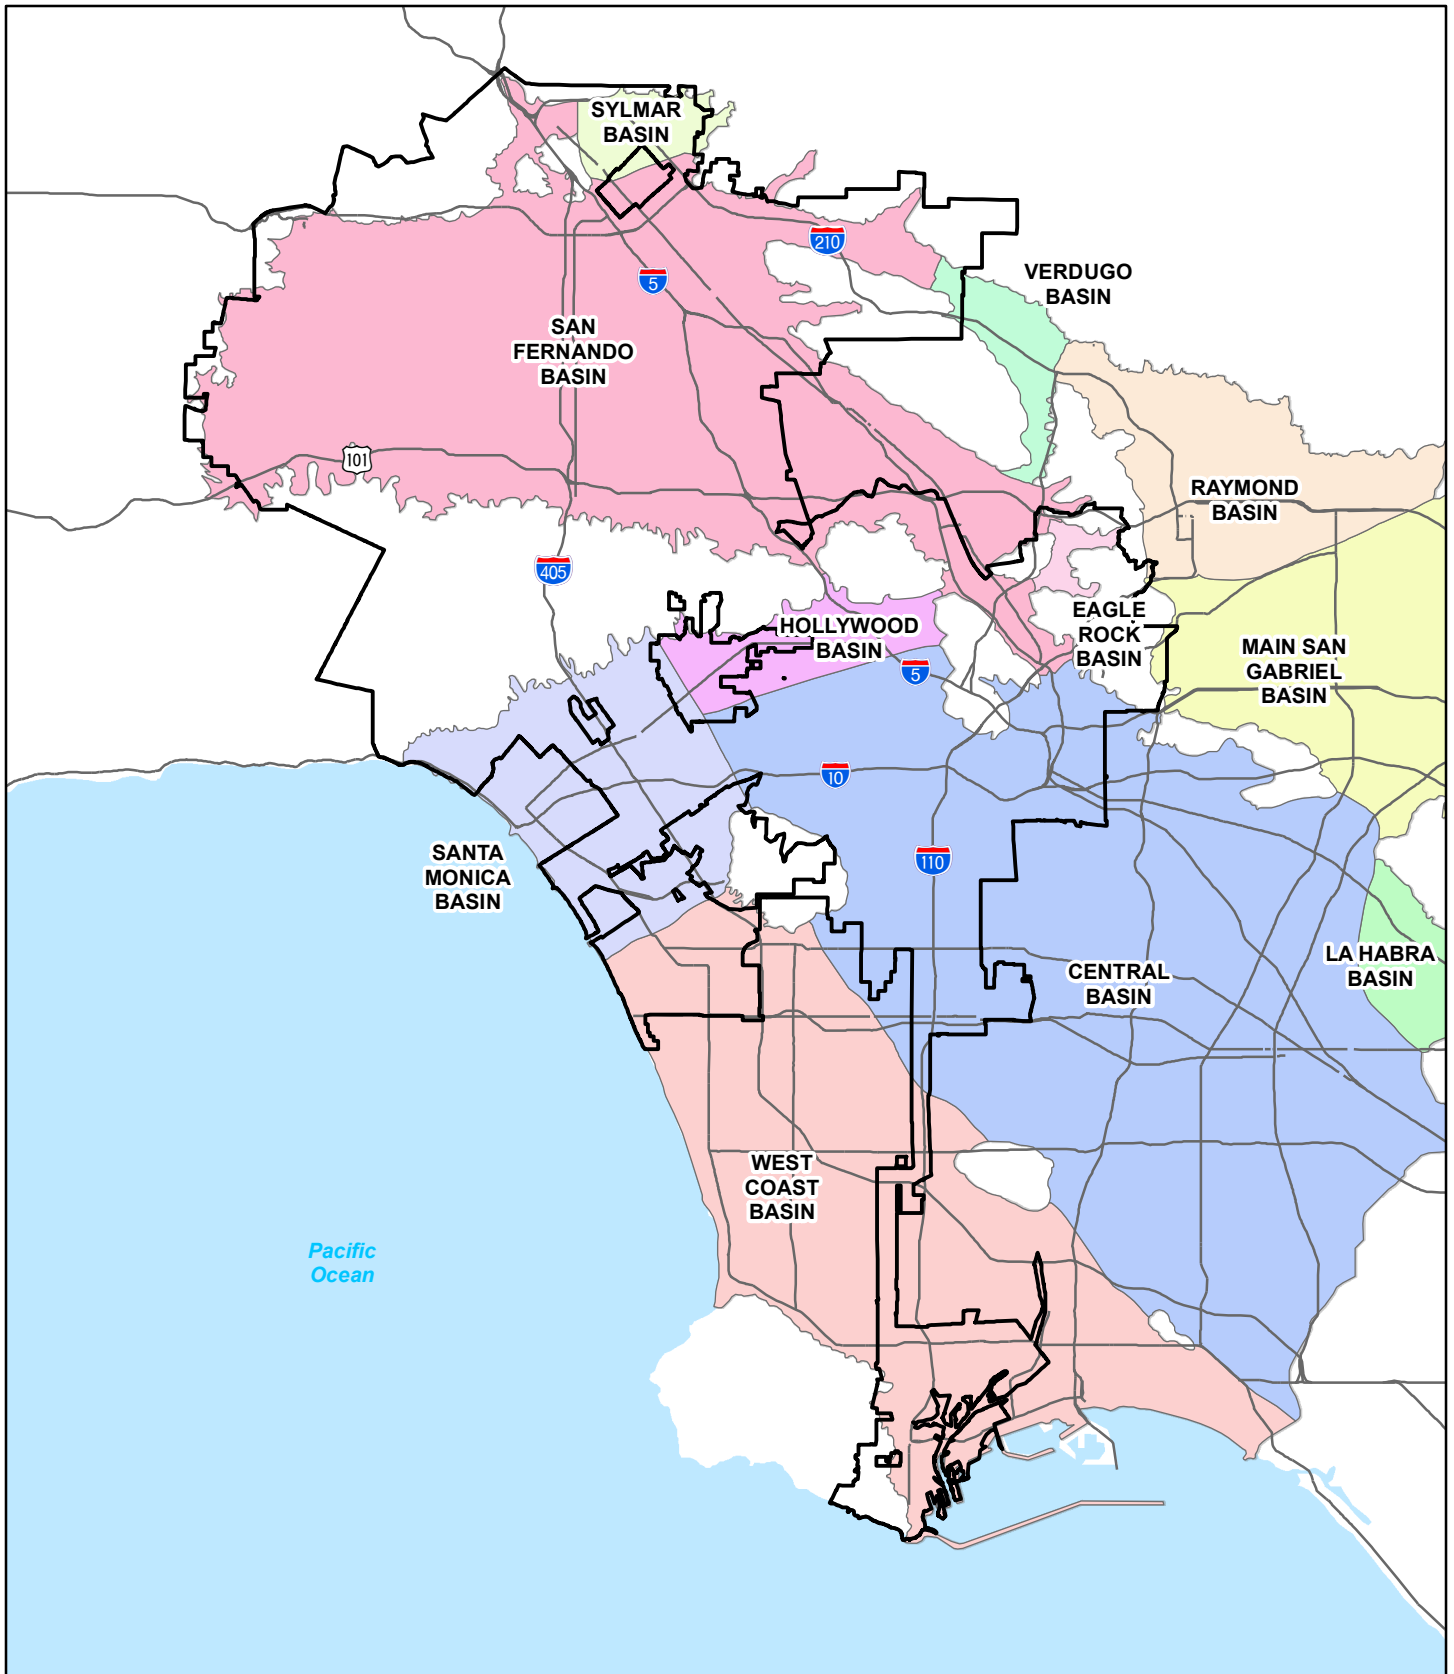 SYLMAR
BASIN
210
VERDUGO
BASIN
5
SAN
FERNANDO
BASIN
101
RAYMOND
BASIN
405
EAGLE
ROCK
BASIN
HOLLYWOOD
BASIN
5
MAIN SAN
GABRIEL
BASIN
10
SANTA
MONICA
BASIN
110
LA HABRA
BASIN
CENTRAL
BASIN
WEST
COAST
BASIN
Pacific
Ocean